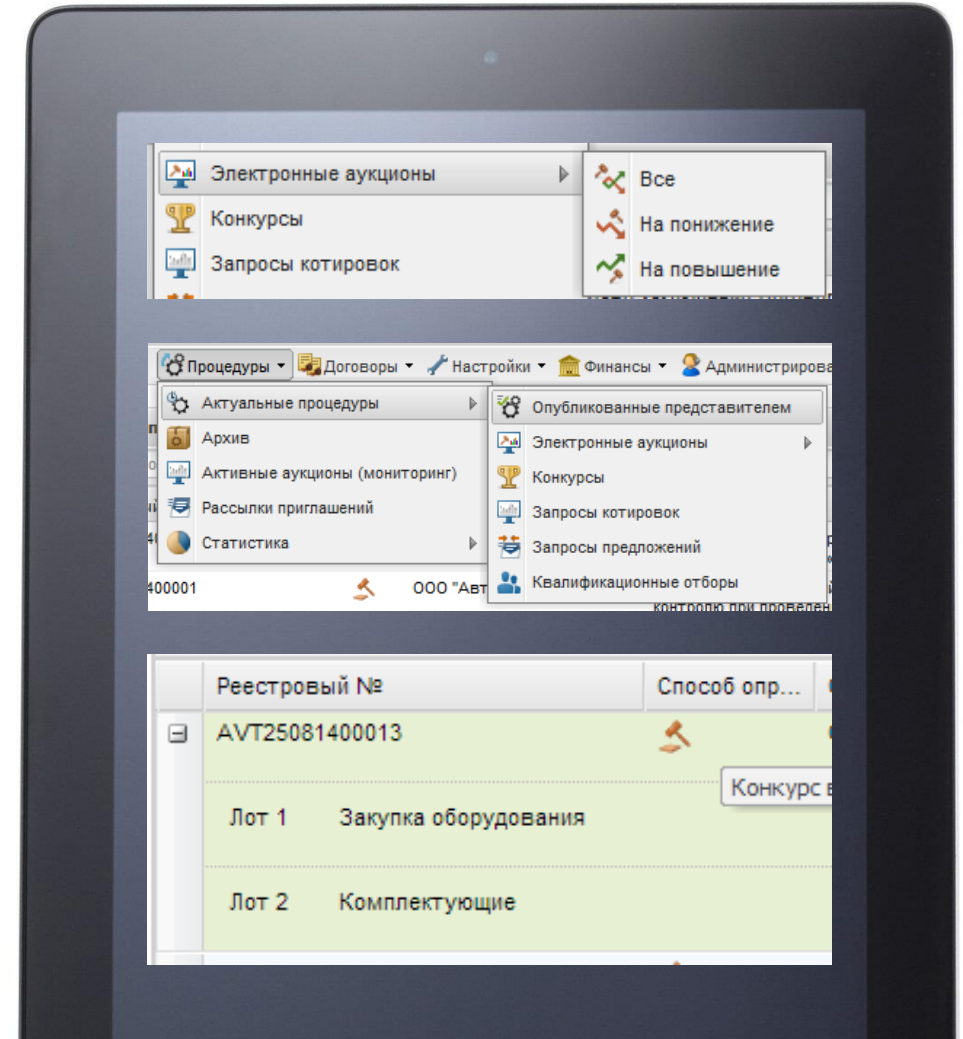 Электронные аукционы
Все
Конкурсы
На понижение
Запросы котировок
На повышение
Процедуры
Договоры
Настройки
Финансы
Актуальные процедуры
Опубликованные представителем
Архив
Электронные аукционы
Активные аукционы (мониторинг)
Конкурсы
Рассылки приглашений
Запросы котировок
Статистика
Запросы предложений
Квалификационные отборы
400001
ООО "Авт
контролю при проведен
Реестровый №
Способ опр...
AVT25081400013
Конкурс
Лот 1 Закупка оборудования
Лот 2 Комплектующие